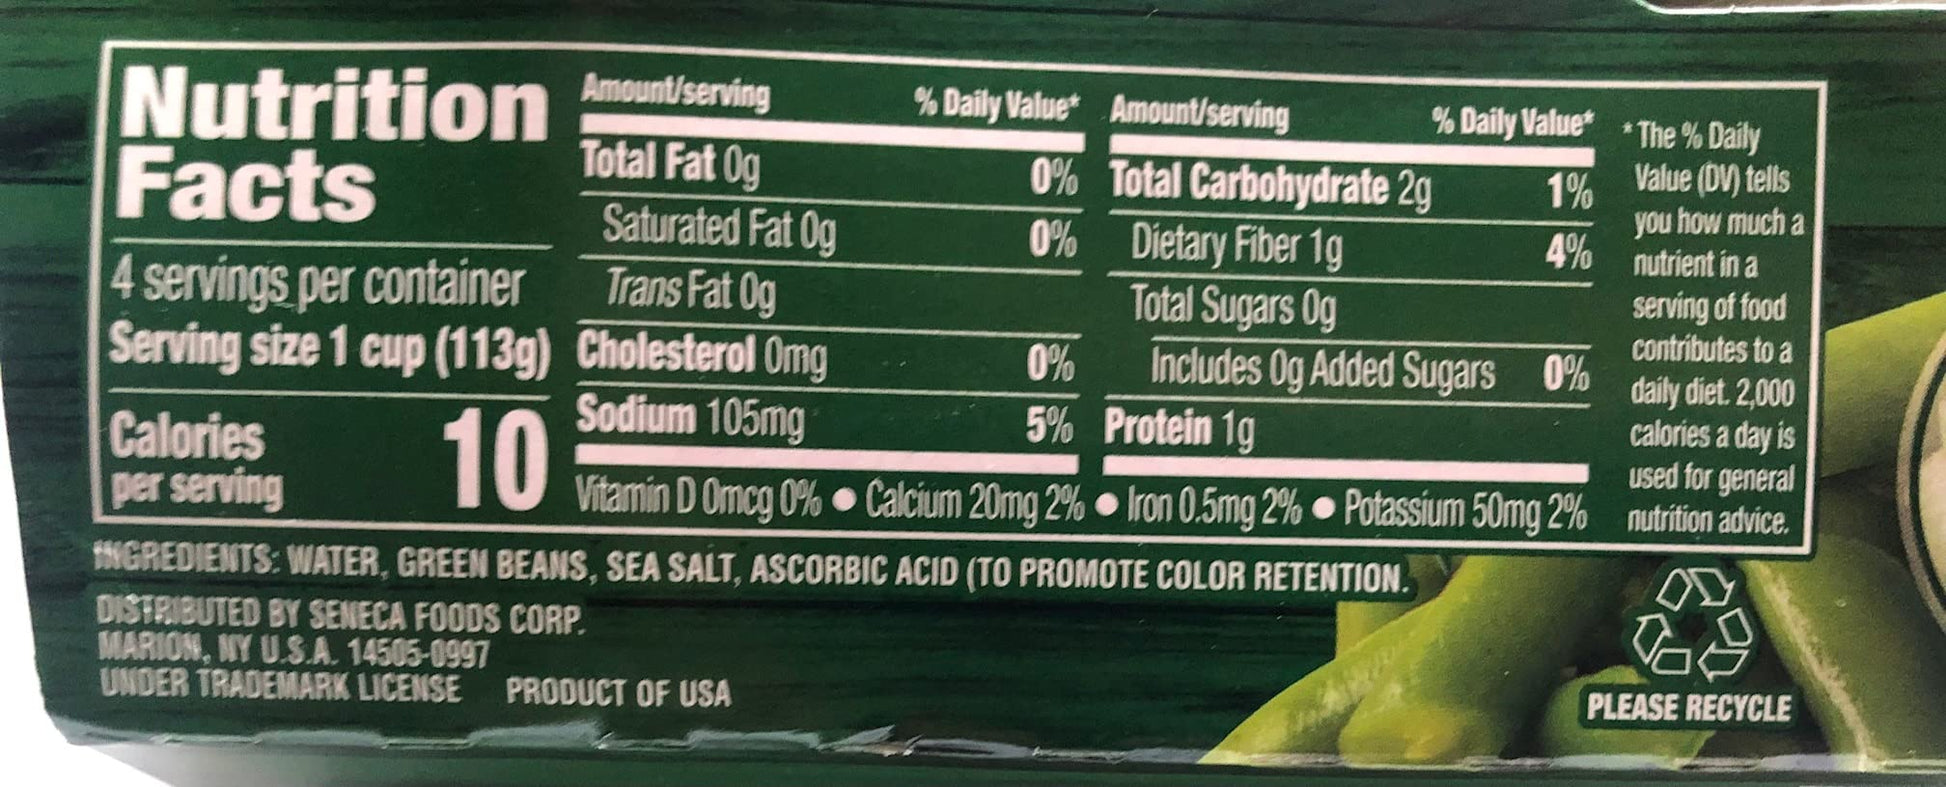 Nutrition
Facts
4 servings per container
Serving size 1 cup (113g)
Calories
per serving
10
Amount/serving % Daily Value*
Total Fat 0g 0%
Saturated Fat 0g 0%
Trans Fat 0g
Cholesterol 0mg 0%
Sodium 105mg 5%
Amount/serving % Daily Value*
Total Carbohydrate 2g 1%
Dietary Fiber 1g 4%
Total Sugars 0g
Includes 0g Added Sugars 0%
Protein 1g
Vitamin D 0mcg 0% ● Calcium 20mg 2% ● Iron 0.5mg 2% ● Potassium 50mg 2%
* The % Daily
Value (DV) tells
you how much a
nutrient in a
serving of food
contributes to a
daily diet. 2,000
calories a day is
used for general
nutrition advice.
INGREDIENTS: WATER, GREEN BEANS, SEA SALT, ASCORBIC ACID (TO PROMOTE COLOR RETENTION.
DISTRIBUTED BY SENECA FOODS CORP.
MARION, NY U.S.A. 14505-0997
UNDER TRADEMARK LICENSE PRODUCT OF USA
PLEASE RECYCLE